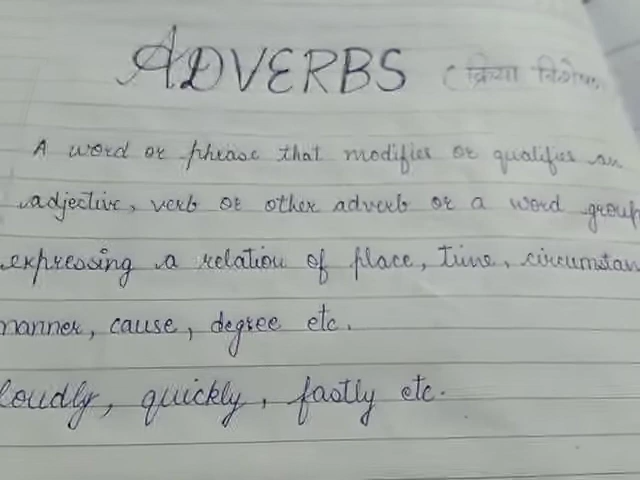 ADVERBS (क्रिया विशेषण
A word or phrase that modifies or qualifies an
adjective, verb or other adverb or a word group
expressing a relation of place, time, circumstan
manner, cause, degree etc.
loudly, quickly, fastly etc.